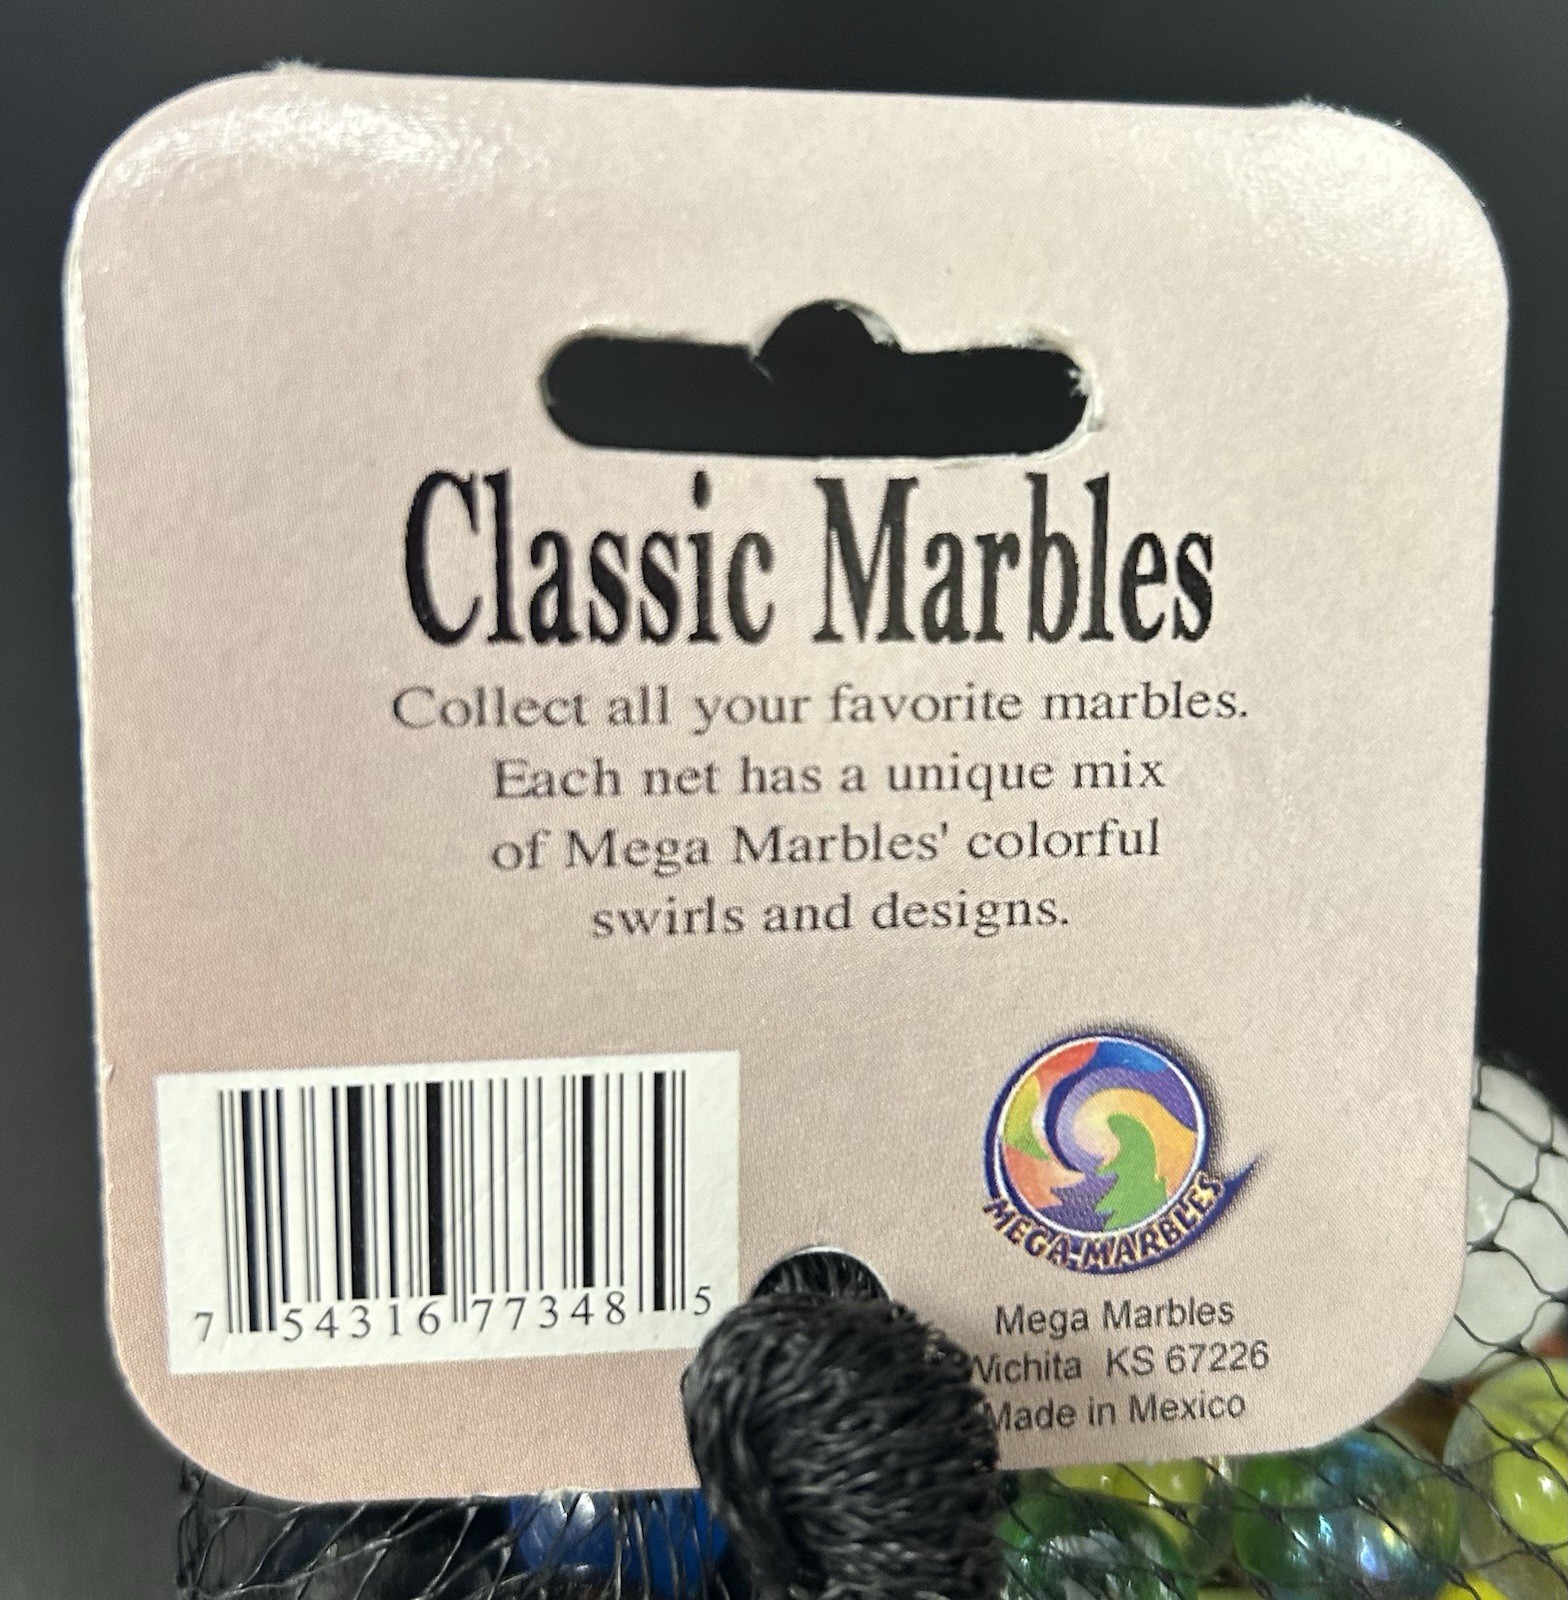 Classic Marbles
Collect all your favorite marbles.
Each net has a unique mix
of Mega Marbles' colorful
swirls and designs.
7 54316 77348 5
MEGA-MARBLES
Mega Marbles
Wichita KS 67226
Made in Mexico